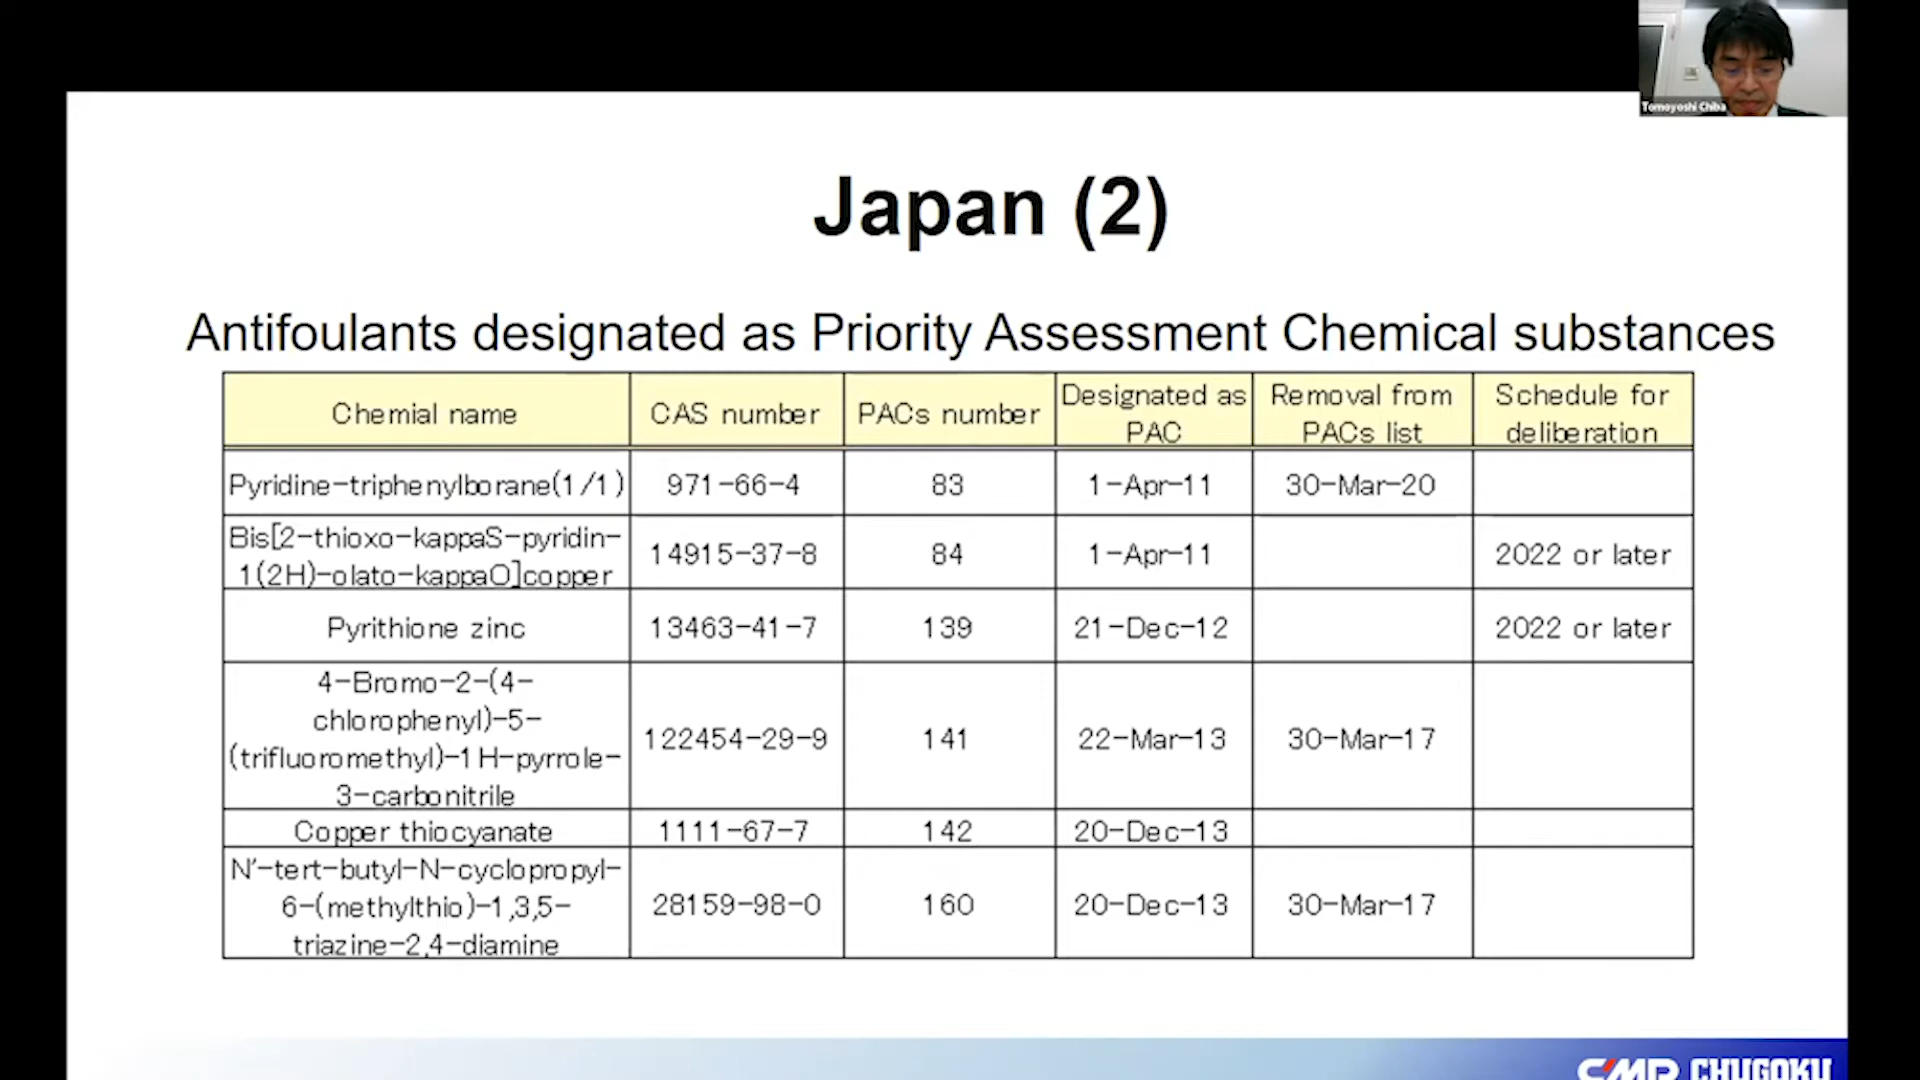 Tomoyoshi Chiba
Japan (2)
Antifoulants designated as Priority Assessment Chemical substances
Chemial name CAS number PACs number Designated as PAC Removal from PACs list Schedule for deliberation
Pyridine-triphenylborane(1/1) 971-66-4 83 1-Apr-11 30-Mar-20
Bis[2-thioxo-kappaS-pyridin-
1(2H)-olato-kappaO]copper 14915-37-8 84 1-Apr-11 2022 or later
Pyrithione zinc 13463-41-7 139 21-Dec-12 2022 or later
4-Bromo-2-(4-
chlorophenyl)-5-
(trifluoromethyl)-1H-pyrrole-
3-carbonitrile 122454-29-9 141 22-Mar-13 30-Mar-17
Copper thiocyanate 1111-67-7 142 20-Dec-13
N'-tert-butyl-N-cyclopropyl-
6-(methylthio)-1,3,5-
triazine-2,4-diamine 28159-98-0 160 20-Dec-13 30-Mar-17
CMP CHUGOKU